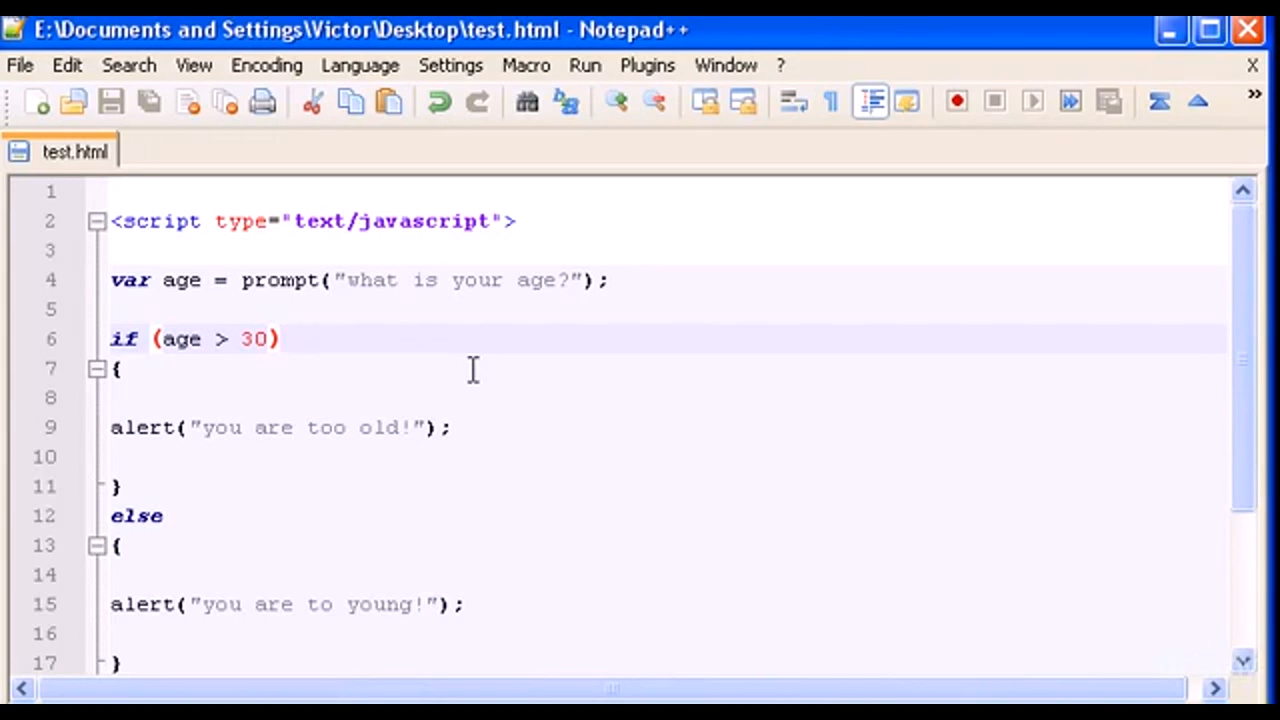 E:\Documents and Settings\Victor\Desktop\test.html - Notepad++
File Edit Search View Encoding Language Settings Macro Run Plugins Window ? X
test.html
1
2 <script type="text/javascript">
3
4 var age = prompt("what is your age?");
5
6 if (age > 30)
7 {
8
9 alert("you are too old!");
10
11 }
12 else
13 {
14
15 alert("you are to young!");
16
17 }